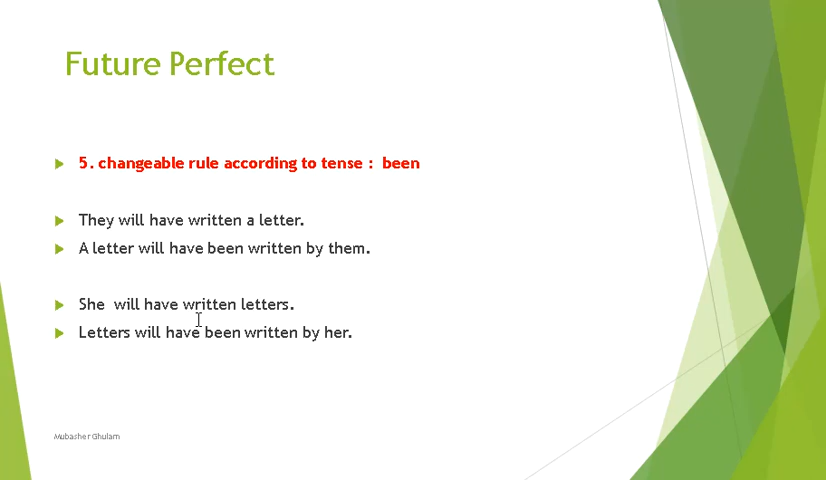 Future Perfect
5. changeable rule according to tense : been
They will have written a letter.
A letter will have been written by them.
She will have written letters.
Letters will have been written by her.
Mubasher Ghulam